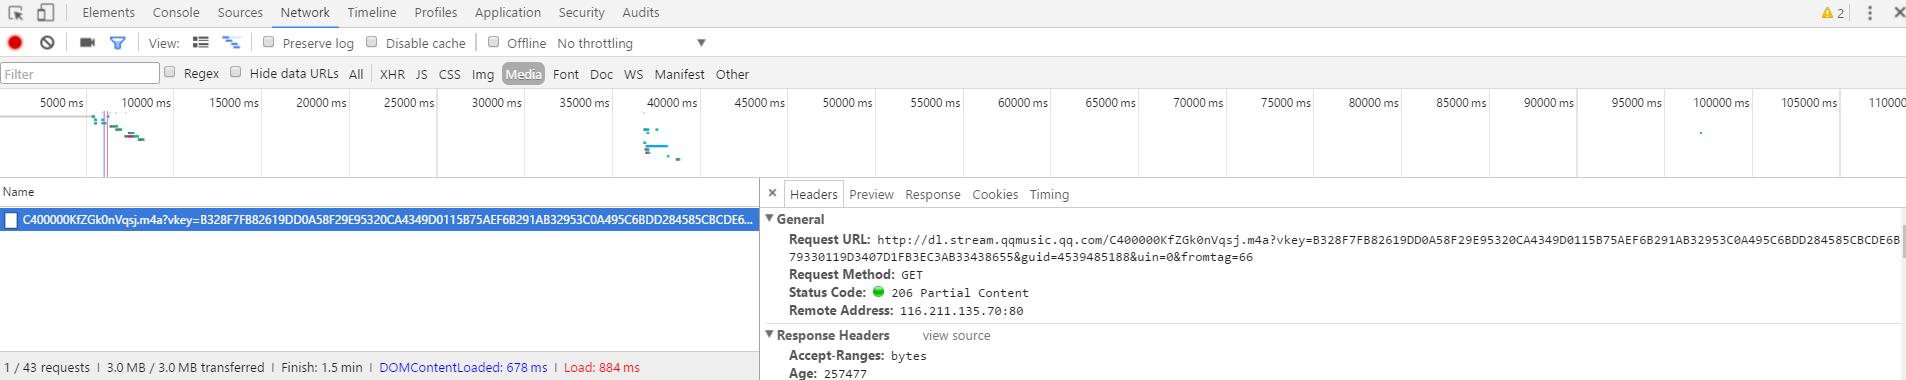 Elements Console Sources Network Timeline Profiles Application Security Audits 2
View: Preserve log Disable cache Offline No throttling
Filter Regex Hide data URLs All XHR JS CSS Img Media Font Doc WS Manifest Other
5000 ms 10000 ms 15000 ms 20000 ms 25000 ms 30000 ms 35000 ms 40000 ms 45000 ms 50000 ms 55000 ms 60000 ms 65000 ms 70000 ms 75000 ms 80000 ms 85000 ms 90000 ms 95000 ms 100000 ms 105000 ms 110000
Name
C400000KfZGk0nVqsj.m4a?vkey=B328F7FB82619DD0A58F29E95320CA4349D0115B75AEF6B291AB32953C0A495C6BDD284585CBCDE6...
1 / 43 requests | 3.0 MB / 3.0 MB transferred | Finish: 1.5 min | DOMContentLoaded: 678 ms | Load: 884 ms
Headers Preview Response Cookies Timing
General
Request URL: http://dl.stream.qqmusic.qq.com/C400000KfZGk0nVqsj.m4a?vkey=B328F7FB82619DD0A58F29E95320CA4349D0115B75AEF6B291AB32953C0A495C6BDD284585CBCDE6B
79330119D3407D1FB3EC3AB33438655&guid=4539485188&uin=0&fromtag=66
Request Method: GET
Status Code: 206 Partial Content
Remote Address: 116.211.135.70:80
Response Headers view source
Accept-Ranges: bytes
Age: 257477